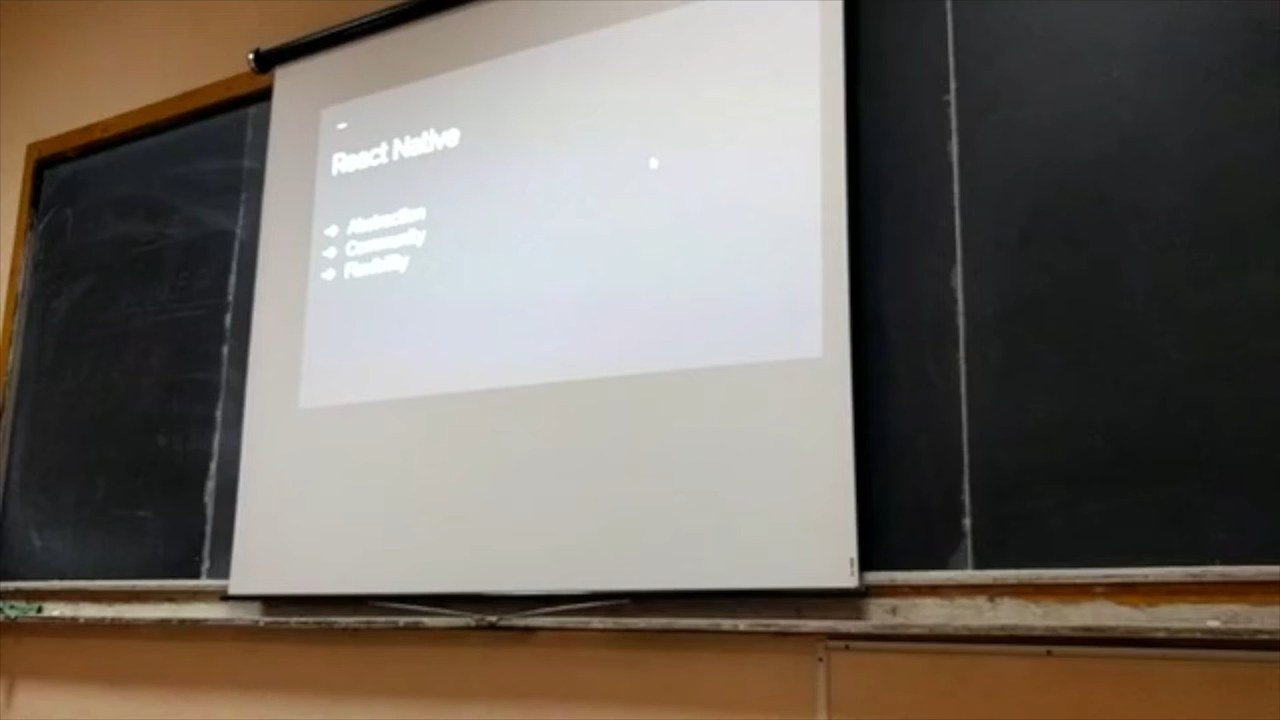 React Native
➔ Abstraction
➔ Community
➔ Flexibility